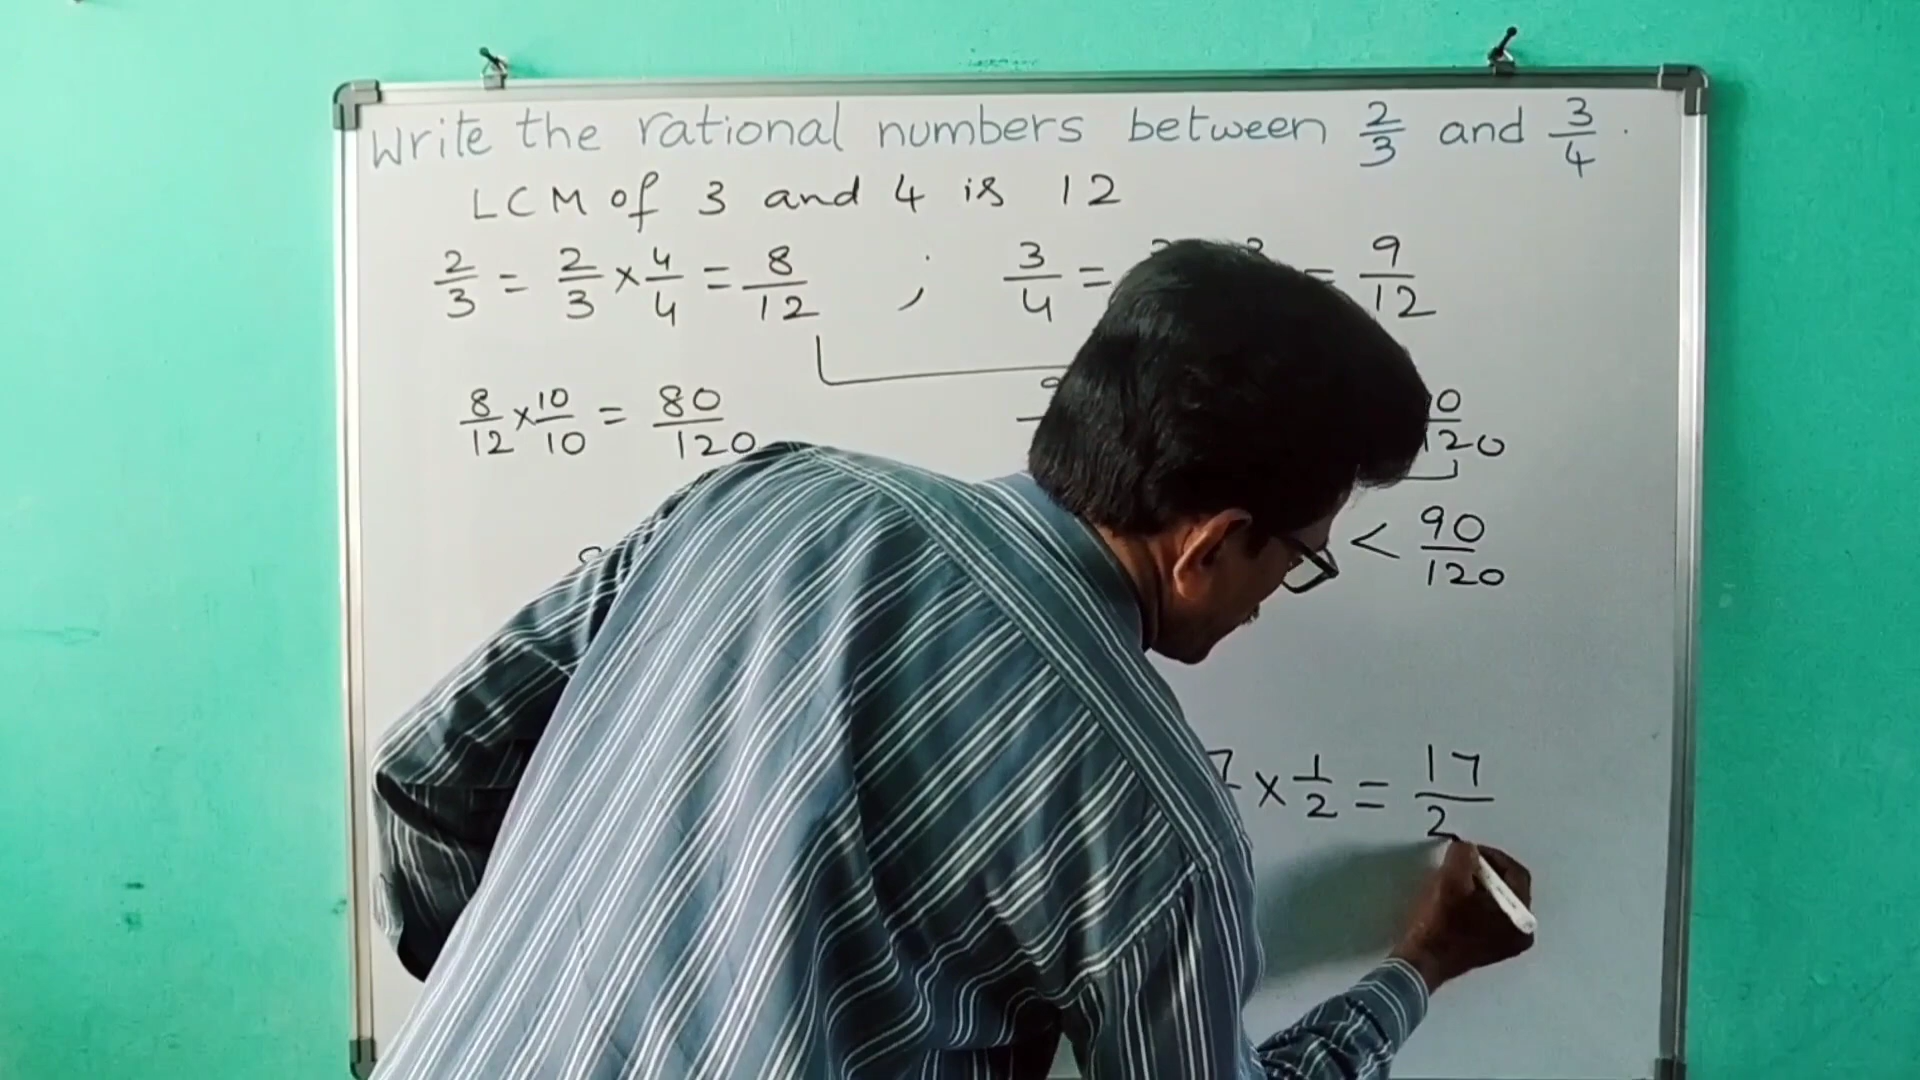 Write the rational numbers between 2/3 and 3/4.
LCM of 3 and 4 is 12
2/3 = 2/3 × 4/4 = 8/12 ; 3/4 = = 9/12
8/12 × 10/10 = 80/120
< 90/120
× 1/2 = 17/2